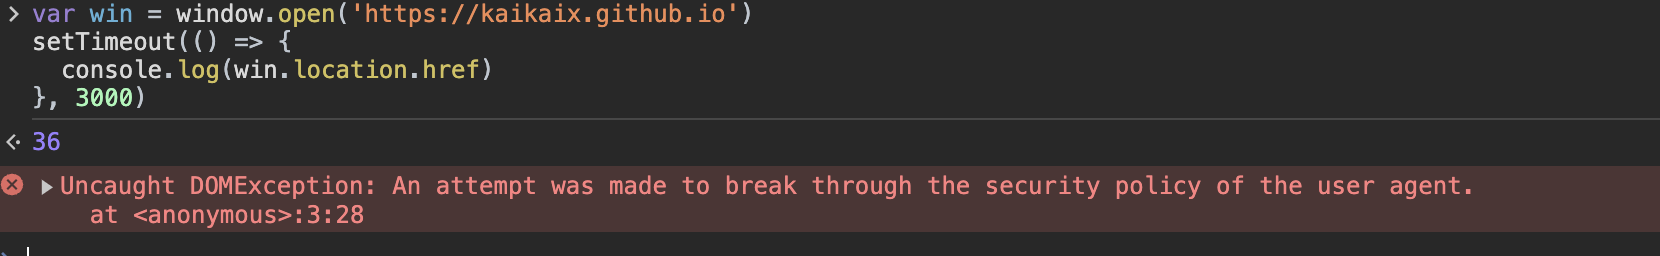 > var win = window.open('https://kaikaix.github.io')
setTimeout(() => {
  console.log(win.location.href)
}, 3000)
36
Uncaught DOMException: An attempt was made to break through the security policy of the user agent.
    at <anonymous>:3:28